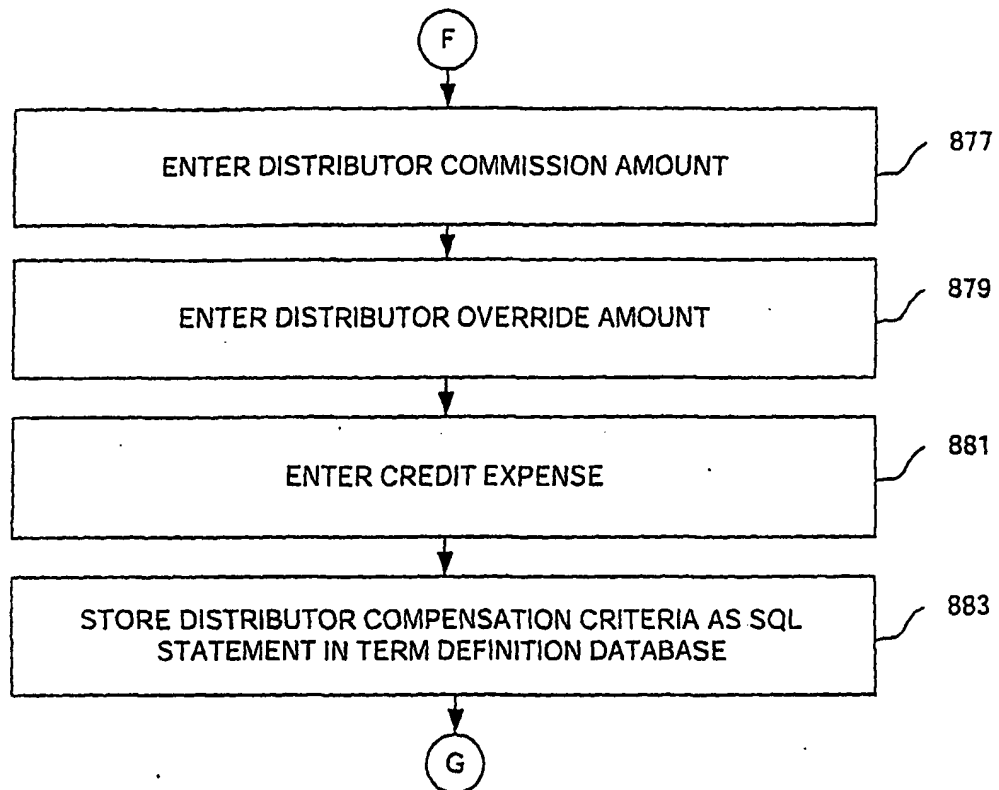 F
ENTER DISTRIBUTOR COMMISSION AMOUNT
877
ENTER DISTRIBUTOR OVERRIDE AMOUNT
879
ENTER CREDIT EXPENSE
881
STORE DISTRIBUTOR COMPENSATION CRITERIA AS SQL
STATEMENT IN TERM DEFINITION DATABASE
883
G